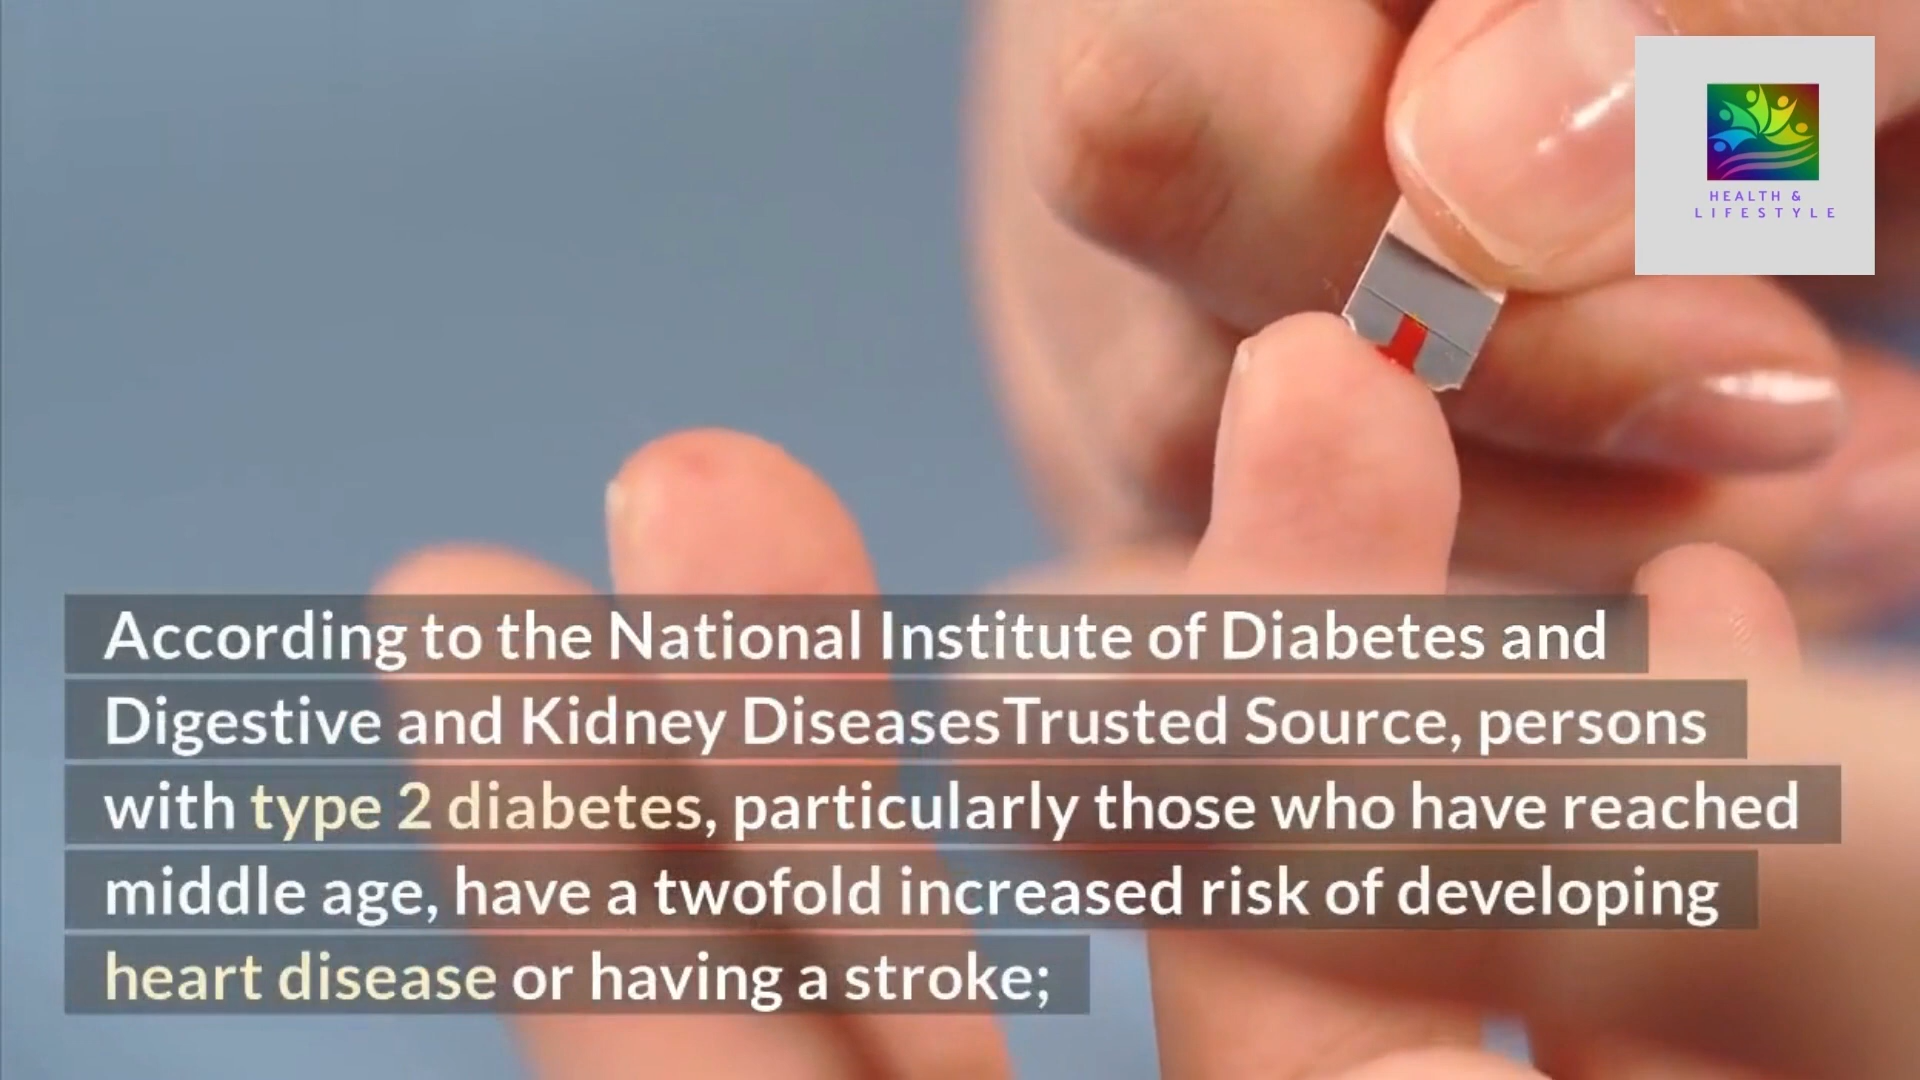 HEALTH &
LIFESTYLE
According to the National Institute of Diabetes and
Digestive and Kidney DiseasesTrusted Source, persons
with type 2 diabetes, particularly those who have reached
middle age, have a twofold increased risk of developing
heart disease or having a stroke;